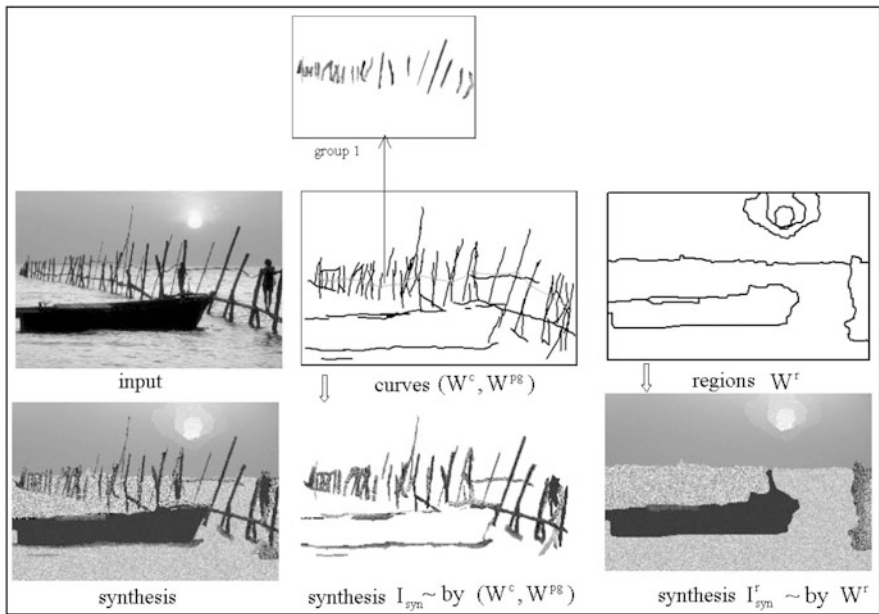 group 1
input
curves (W^c, W^pg)
regions W^r
synthesis
synthesis I_syn ~ by (W^c, W^pg)
synthesis I^r_syn ~ by W^r